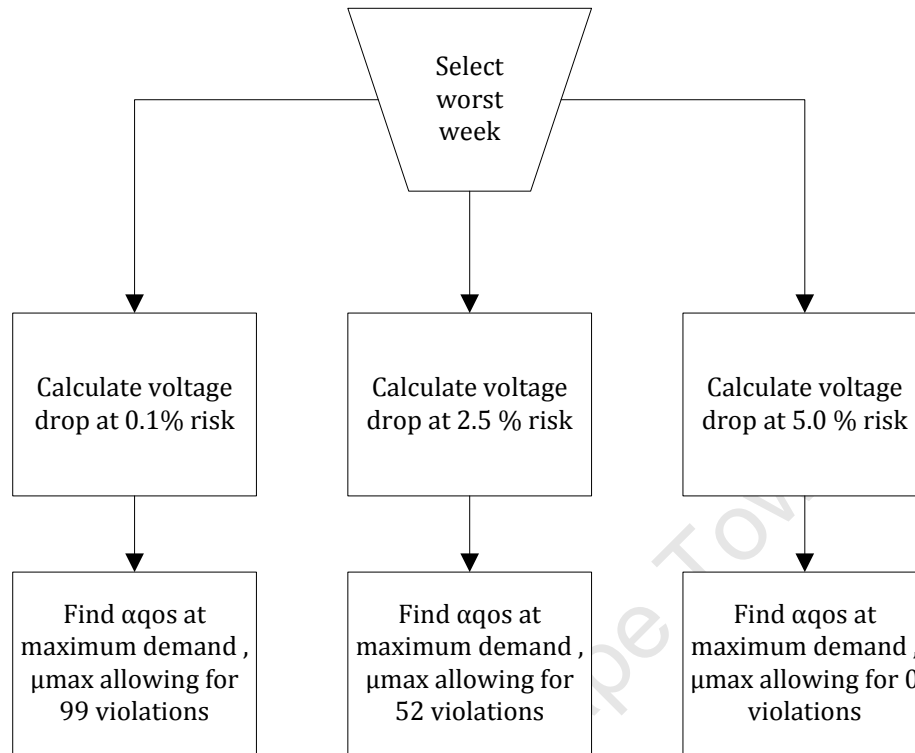 Select
worst
week
Calculate voltage
drop at 0.1% risk
Calculate voltage
drop at 2.5 % risk
Calculate voltage
drop at 5.0 % risk
Find αqos at
maximum demand ,
μmax allowing for
99 violations
Find αqos at
maximum demand ,
μmax allowing for
52 violations
Find αqos at
maximum demand ,
μmax allowing for 0
violations